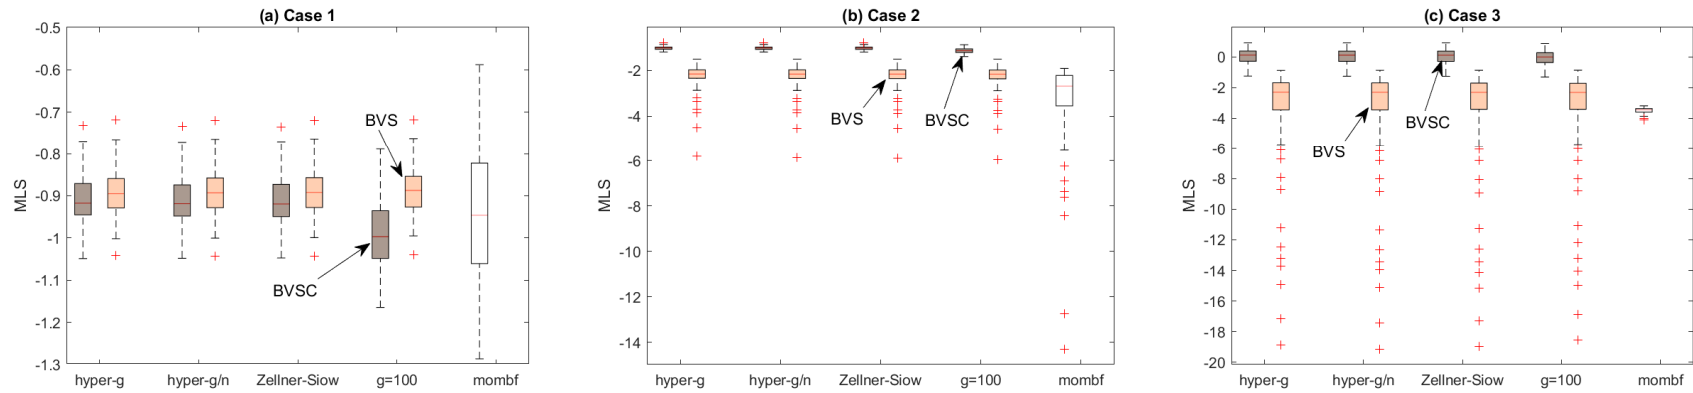 (a) Case 1
-0.5
-0.6
-0.7
-0.8
-0.9
-1
-1.1
-1.2
-1.3
MLS
BVS
BVSC
hyper-g hyper-g/n Zellner-Siow g=100 mombf
(b) Case 2
-2
-4
-6
-8
-10
-12
-14
MLS
BVS
BVSC
hyper-g hyper-g/n Zellner-Siow g=100 mombf
(c) Case 3
0
-2
-4
-6
-8
-10
-12
-14
-16
-18
-20
MLS
BVS
BVSC
hyper-g hyper-g/n Zellner-Siow g=100 mombf